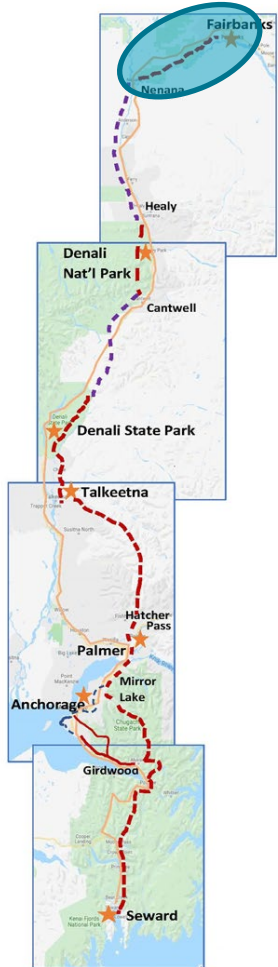 Fairbanks
Nenana
Healy
Denali
Nat'l Park
Cantwell
Denali State Park
Talkeetna
Hatcher
Pass
Palmer
Mirror
Lake
Anchorage
Girdwood
Seward